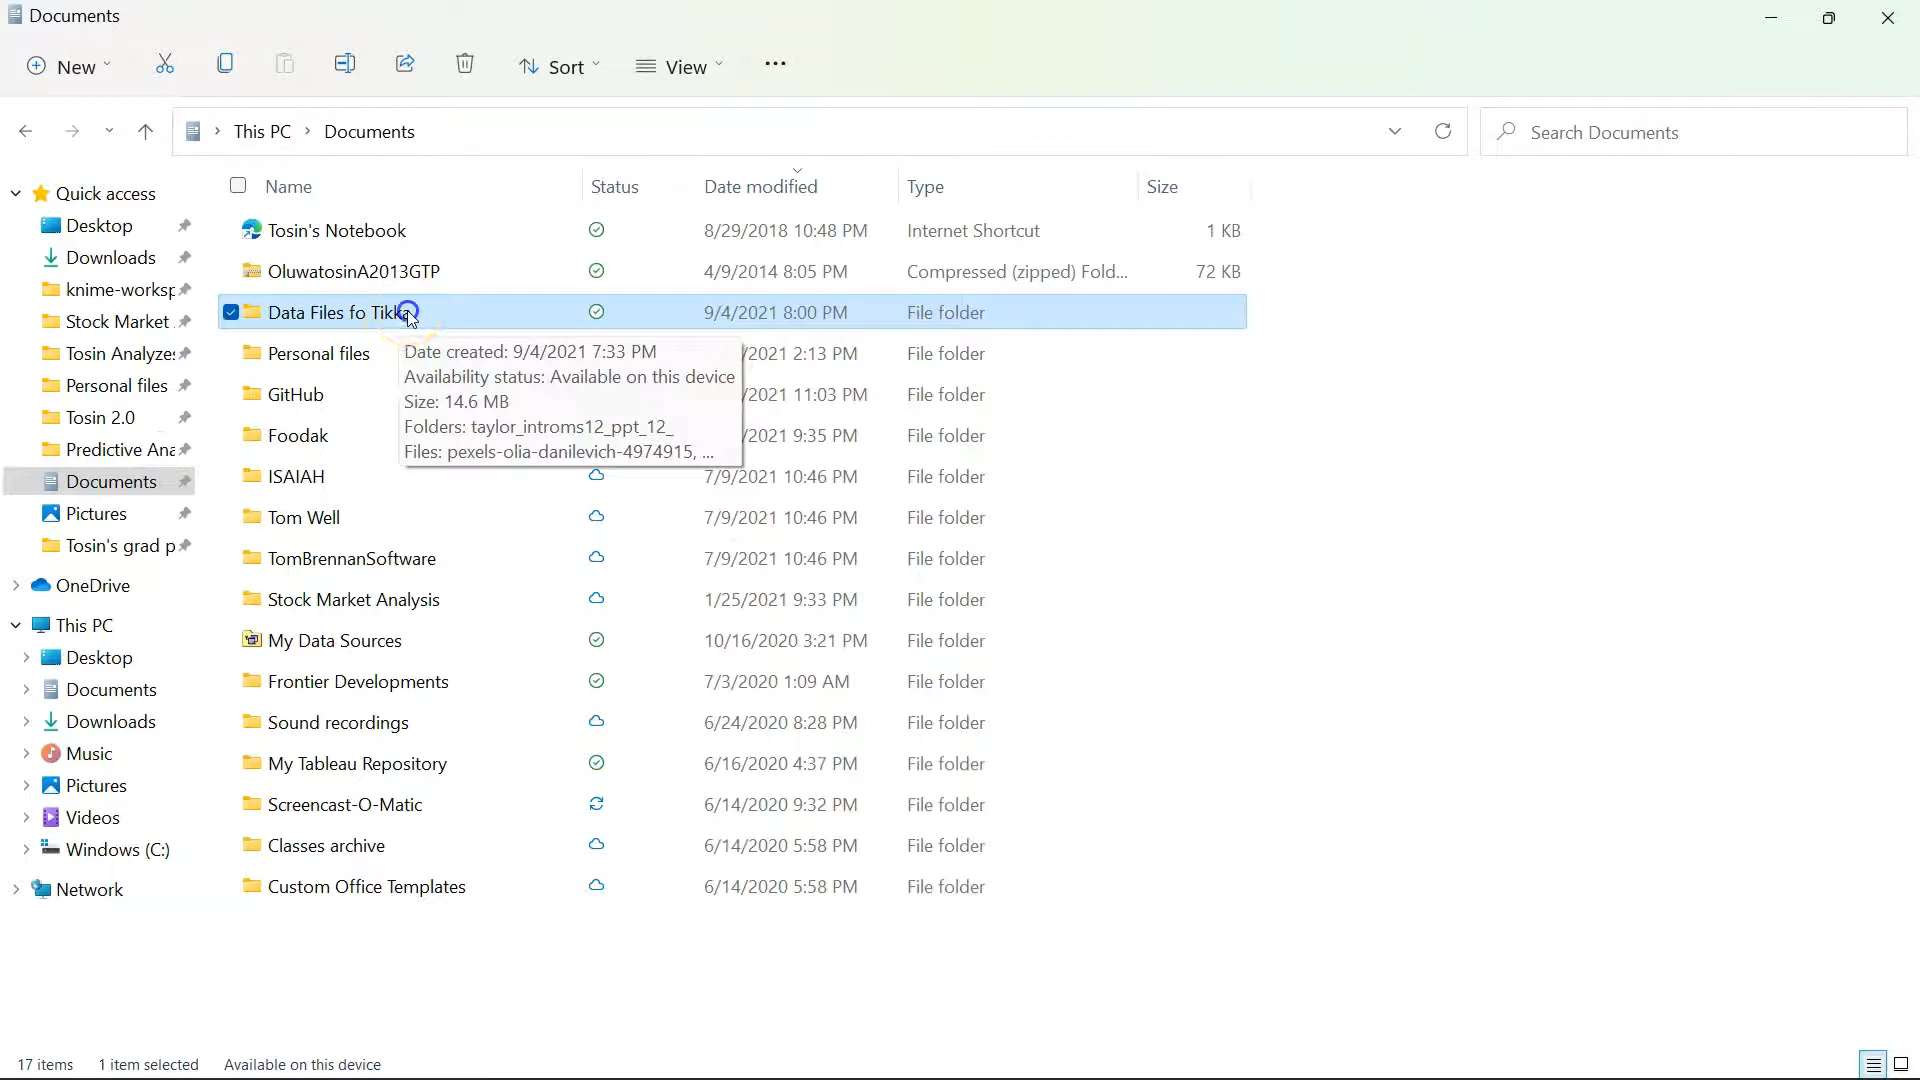 Documents
New
Sort
View
This PC > Documents
Search Documents
Quick access
Desktop
Downloads
knime-worksp
Stock Market
Tosin Analyze
Personal files
Tosin 2.0
Predictive Ana
Documents
Pictures
Tosin's grad p
OneDrive
This PC
Desktop
Documents
Downloads
Music
Pictures
Videos
Windows (C:)
Network
Name Status Date modified Type Size
Tosin's Notebook 8/29/2018 10:48 PM Internet Shortcut 1 KB
OluwatosinA2013GTP 4/9/2014 8:05 PM Compressed (zipped) Fold... 72 KB
Data Files fo Tikka 9/4/2021 8:00 PM File folder
Personal files /2021 2:13 PM File folder
GitHub /2021 11:03 PM File folder
Foodak /2021 9:35 PM File folder
ISAIAH 7/9/2021 10:46 PM File folder
Tom Well 7/9/2021 10:46 PM File folder
TomBrennanSoftware 7/9/2021 10:46 PM File folder
Stock Market Analysis 1/25/2021 9:33 PM File folder
My Data Sources 10/16/2020 3:21 PM File folder
Frontier Developments 7/3/2020 1:09 AM File folder
Sound recordings 6/24/2020 8:28 PM File folder
My Tableau Repository 6/16/2020 4:37 PM File folder
Screencast-O-Matic 6/14/2020 9:32 PM File folder
Classes archive 6/14/2020 5:58 PM File folder
Custom Office Templates 6/14/2020 5:58 PM File folder
Date created: 9/4/2021 7:33 PM
Availability status: Available on this device
Size: 14.6 MB
Folders: taylor_introms12_ppt_12_
Files: pexels-olia-danilevich-4974915, ...
17 items 1 item selected Available on this device